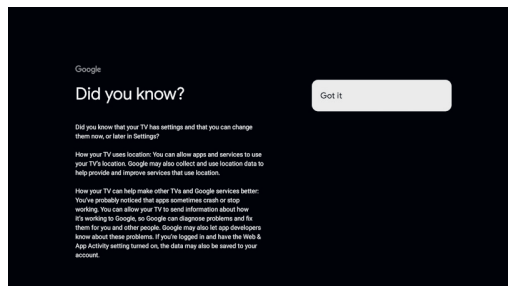 Google
Did you know?
Got it
Did you know that your TV has settings and that you can change
them now, or later in Settings?
How your TV uses location: You can allow apps and services to use
your TV's location. Google may also collect and use location data to
help provide and improve services that use location.
How your TV can help make other TVs and Google services better:
You've probably noticed that apps sometimes crash or stop
working. You can allow your TV to send information about how
it's working to Google, so Google can diagnose problems and fix
them for you and other people. Google may also let app developers
know about these problems. If you're logged in and have the Web &
App Activity setting turned on, the data may also be saved to your
account.